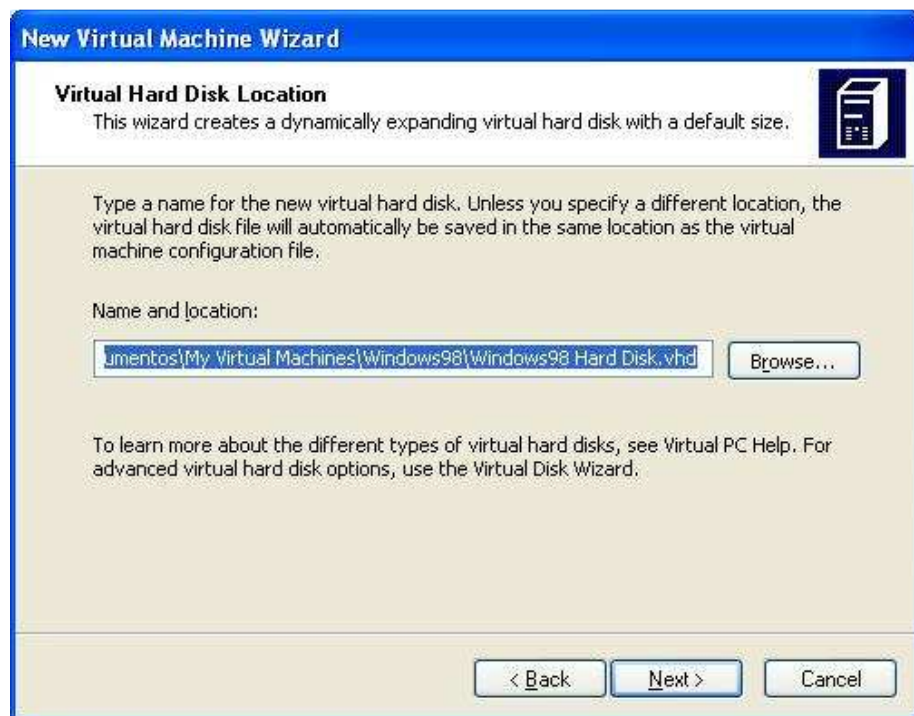 New Virtual Machine Wizard
Virtual Hard Disk Location
This wizard creates a dynamically expanding virtual hard disk with a default size.
Type a name for the new virtual hard disk. Unless you specify a different location, the
virtual hard disk file will automatically be saved in the same location as the virtual
machine configuration file.
Name and location:
umentos\My Virtual Machines\Windows98\Windows98 Hard Disk.vhd
Browse...
To learn more about the different types of virtual hard disks, see Virtual PC Help. For
advanced virtual hard disk options, use the Virtual Disk Wizard.
< Back
Next >
Cancel